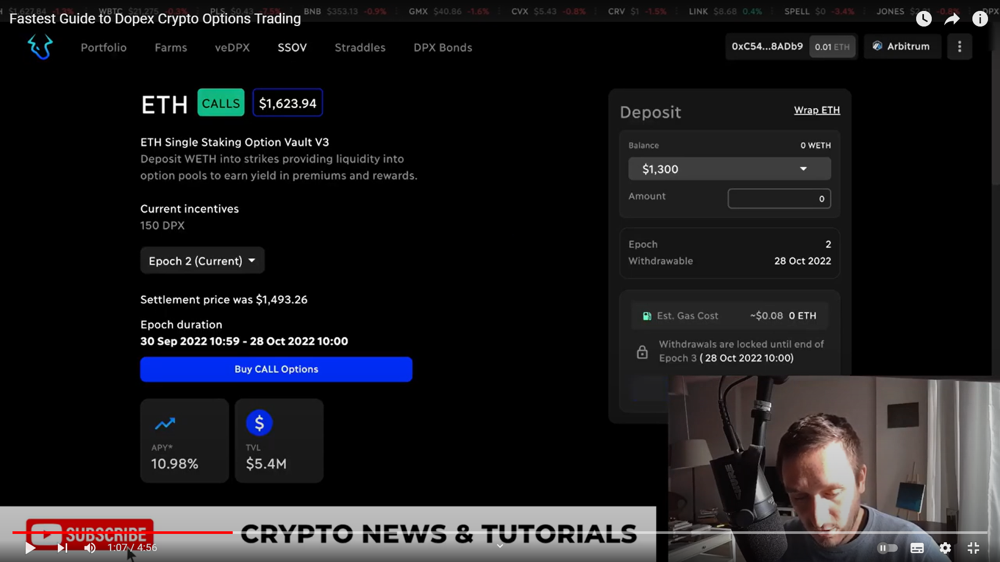 $1,627.84 -1.3% WBTC $21,275 -0.3% PLS $0.43 -7.5% BNB $353.13 -0.9% GMX $40.86 -1.6% CVX $5.43 -0.8% CRV $1 -1.5% LINK $8.68 0.4% SPELL $0 -3.4% JONES -0.8% DPX
Fastest Guide to Dopex Crypto Options Trading
Portfolio Farms veDPX SSOV Straddles DPX Bonds 0xC54...8ADb9 0.01 ETH Arbitrum
ETH CALLS $1,623.94
ETH Single Staking Option Vault V3
Deposit WETH into strikes providing liquidity into
option pools to earn yield in premiums and rewards.
Current incentives
150 DPX
Epoch 2 (Current)
Settlement price was $1,493.26
Epoch duration
30 Sep 2022 10:59 - 28 Oct 2022 10:00
Buy CALL Options
APY*
10.98%
TVL
$5.4M
Deposit Wrap ETH
Balance 0 WETH
$1,300
Amount 0
Epoch 2
Withdrawable 28 Oct 2022
Est. Gas Cost ~$0.08 0 ETH
Withdrawals are locked until end of
Epoch 3 ( 28 Oct 2022 10:00)
SHURE
SUBSCRIBE
CRYPTO NEWS & TUTORIALS
1:07 / 4:56